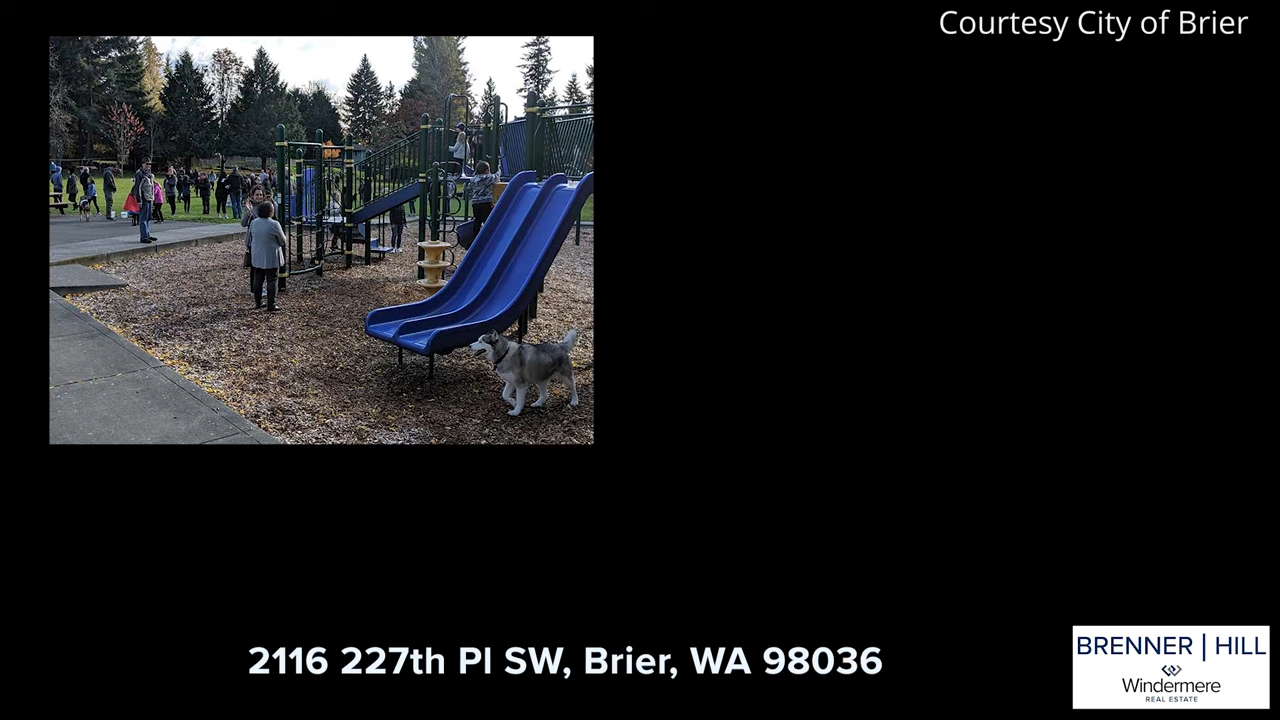 Courtesy City of Brier
2116 227th Pl SW, Brier, WA 98036
BRENNER | HILL
Windermere
REAL ESTATE